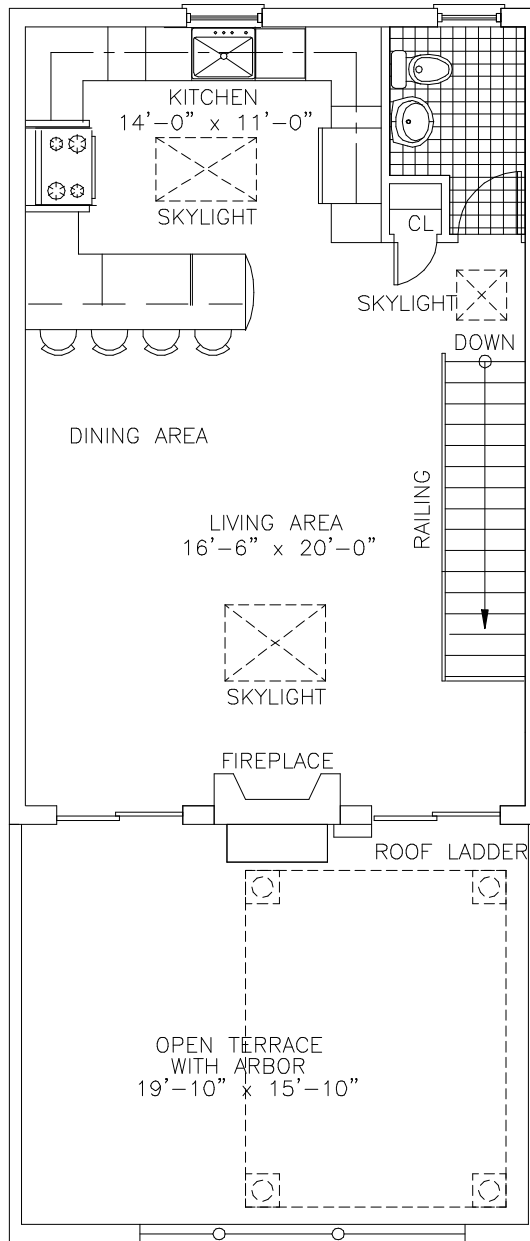 KITCHEN
14'-0" x 11'-0"
SKYLIGHT
CL
SKYLIGHT
DOWN
DINING AREA
RAILING
LIVING AREA
16'-6" x 20'-0"
SKYLIGHT
FIREPLACE
ROOF LADDER
OPEN TERRACE
WITH ARBOR
19'-10" x 15'-10"